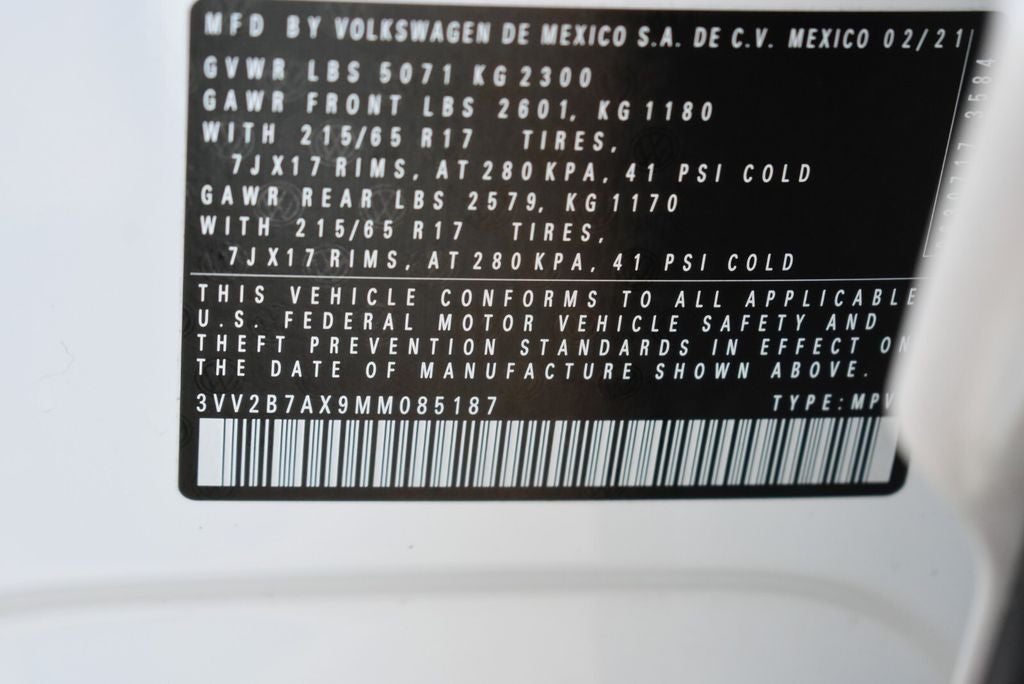 MFD BY VOLKSWAGEN DE MEXICO S.A. DE C.V. MEXICO 02/21
GVWR LBS 5071 KG 2300
GAWR FRONT LBS 2601, KG 1180
WITH 215/65 R17 TIRES,
7JX17 RIMS, AT 280 KPA, 41 PSI COLD
GAWR REAR LBS 2579, KG 1170
WITH 215/65 R17 TIRES,
7JX17 RIMS, AT 280 KPA, 41 PSI COLD
THIS VEHICLE CONFORMS TO ALL APPLICABLE
U.S. FEDERAL MOTOR VEHICLE SAFETY AND
THEFT PREVENTION STANDARDS IN EFFECT ON
THE DATE OF MANUFACTURE SHOWN ABOVE.
3VV2B7AX9MM085187 TYPE: MPV
3584